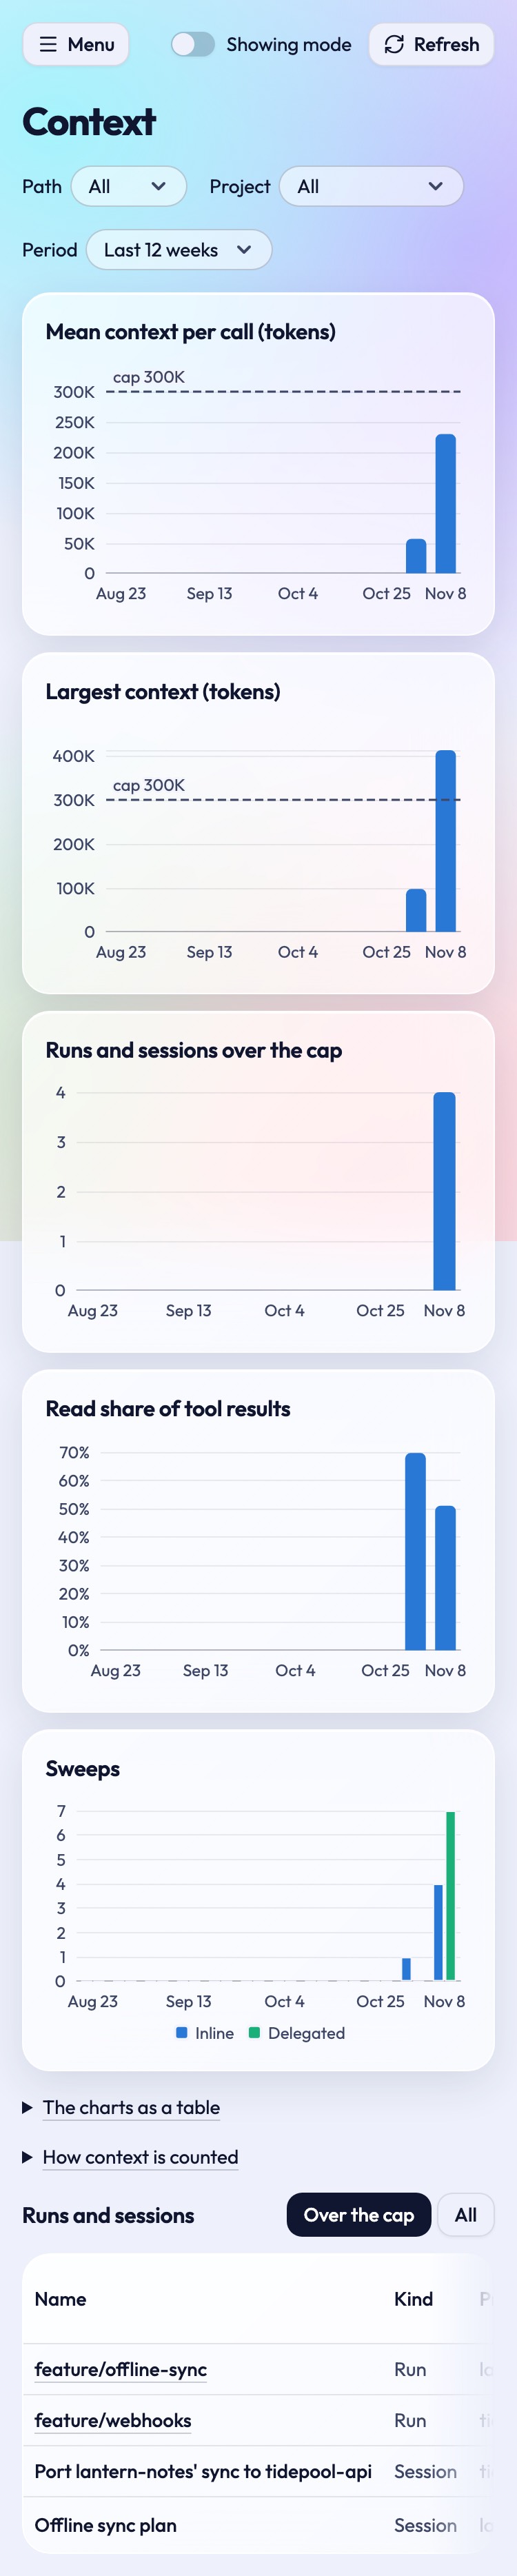 Menu
Showing mode
Refresh
Context
Path All Project All
Period Last 12 weeks
Mean context per call (tokens)
cap 300K
300K
250K
200K
150K
100K
50K
0
Aug 23 Sep 13 Oct 4 Oct 25 Nov 8
Largest context (tokens)
400K
cap 300K
300K
200K
100K
0
Aug 23 Sep 13 Oct 4 Oct 25 Nov 8
Runs and sessions over the cap
4
3
2
1
0
Aug 23 Sep 13 Oct 4 Oct 25 Nov 8
Read share of tool results
70%
60%
50%
40%
30%
20%
10%
0%
Aug 23 Sep 13 Oct 4 Oct 25 Nov 8
Sweeps
7
6
5
4
3
2
1
0
Aug 23 Sep 13 Oct 4 Oct 25 Nov 8
Inline Delegated
The charts as a table
How context is counted
Runs and sessions Over the cap All
Name Kind
feature/offline-sync Run
feature/webhooks Run
Port lantern-notes' sync to tidepool-api Session
Offline sync plan Session